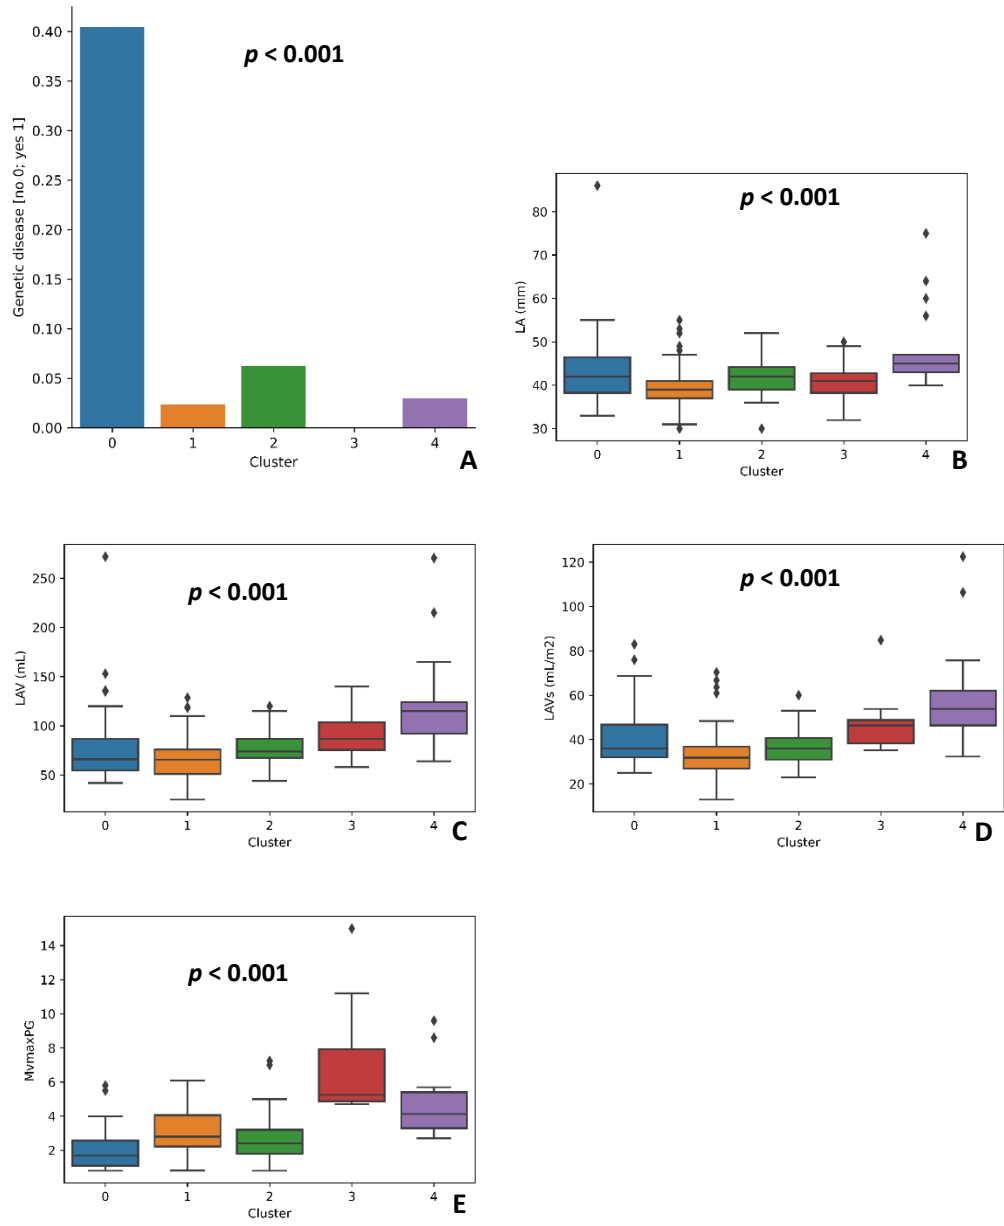 0.40
0.35
0.30
0.25
0.20
0.15
0.10
0.05
0.00
Genetic disease [no 0; yes 1]
p < 0.001
0 1 2 3 4
Cluster
A
80
70
60
50
40
30
LA (mm)
p < 0.001
0 1 2 3 4
Cluster
B
250
200
150
100
50
LAV (mL)
p < 0.001
0 1 2 3 4
Cluster
C
120
100
80
60
40
20
LAVs (mL/m2)
p < 0.001
0 1 2 3 4
Cluster
D
14
12
10
8
6
4
2
MvmaxPG
p < 0.001
0 1 2 3 4
Cluster
E